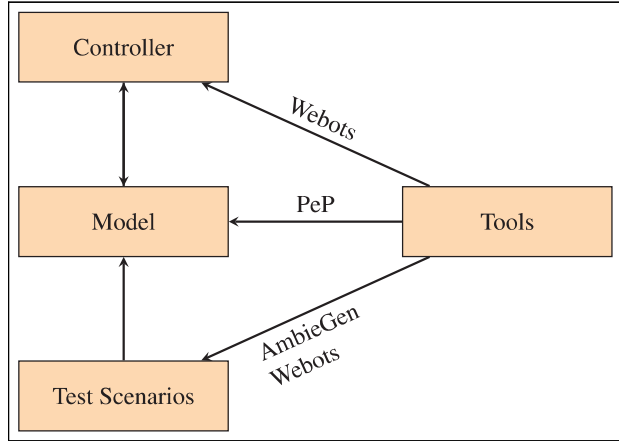 Controller
Webots
PeP
Model
Tools
AmbieGen
Webots
Test Scenarios